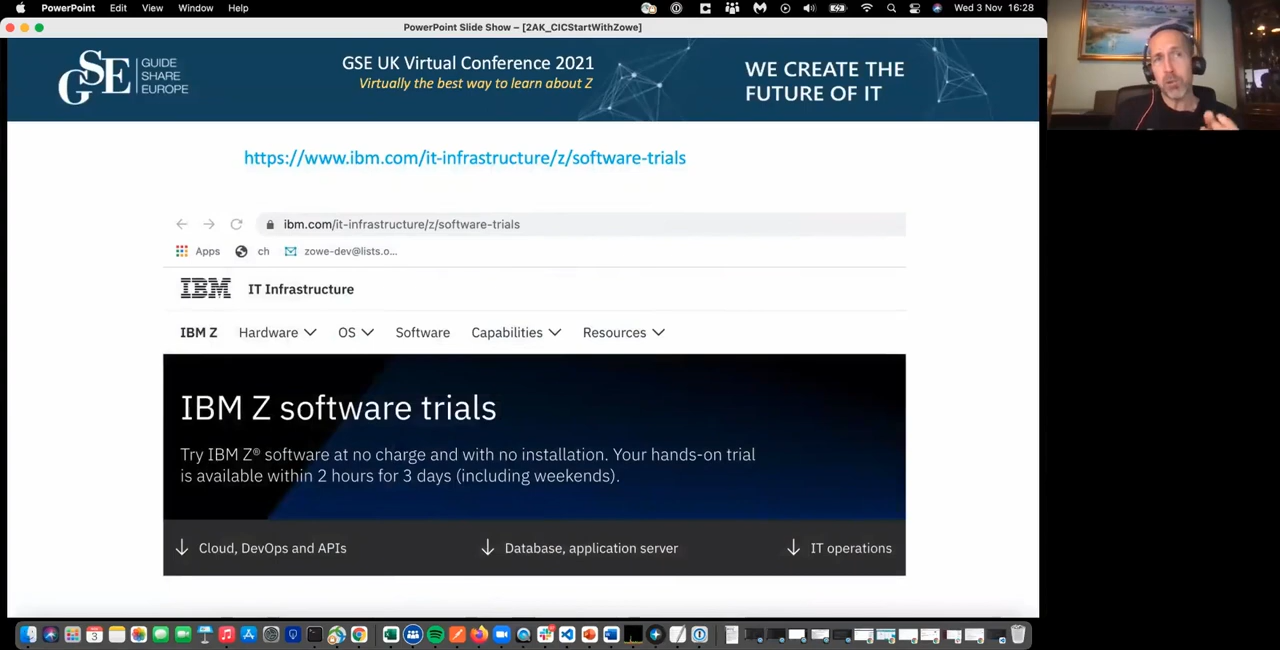 PowerPoint Edit View Window Help
Wed 3 Nov 16:28
PowerPoint Slide Show – [2AK_CICStartWithZowe]
GSE
GUIDE
SHARE
EUROPE
GSE UK Virtual Conference 2021
Virtually the best way to learn about Z
WE CREATE THE
FUTURE OF IT
https://www.ibm.com/it-infrastructure/z/software-trials
ibm.com/it-infrastructure/z/software-trials
Apps ch zowe-dev@lists.o...
IBM IT Infrastructure
IBM Z Hardware OS Software Capabilities Resources
IBM Z software trials
Try IBM Z® software at no charge and with no installation. Your hands-on trial
is available within 2 hours for 3 days (including weekends).
Cloud, DevOps and APIs
Database, application server
IT operations
3